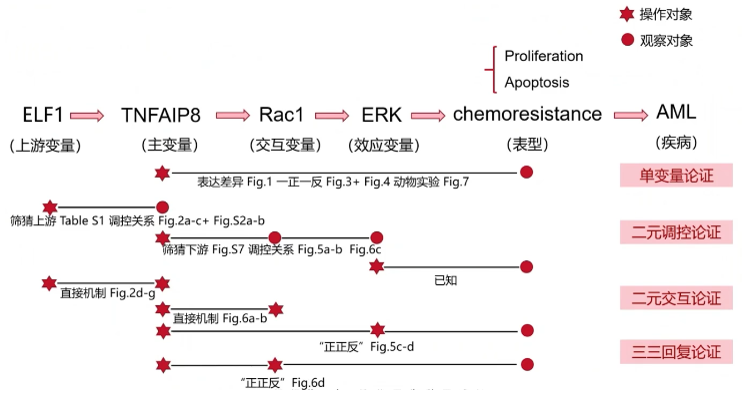 操作对象
观察对象
Proliferation
Apoptosis
ELF1 TNFAIP8 Rac1 ERK chemoresistance AML
(上游变量) (主变量) (交互变量) (效应变量) (表型) (疾病)
单变量论证
表达差异 Fig.1 一正一反 Fig.3+ Fig.4 动物实验 Fig.7
筛猜上游 Table S1 调控关系 Fig.2a-c+ Fig.S2a-b
二元调控论证
筛猜下游 Fig.S7 调控关系 Fig.5a-b Fig.6c
已知
直接机制 Fig.2d-g
二元交互论证
直接机制 Fig.6a-b
“正正反” Fig.5c-d
三三回复论证
“正正反” Fig.6d